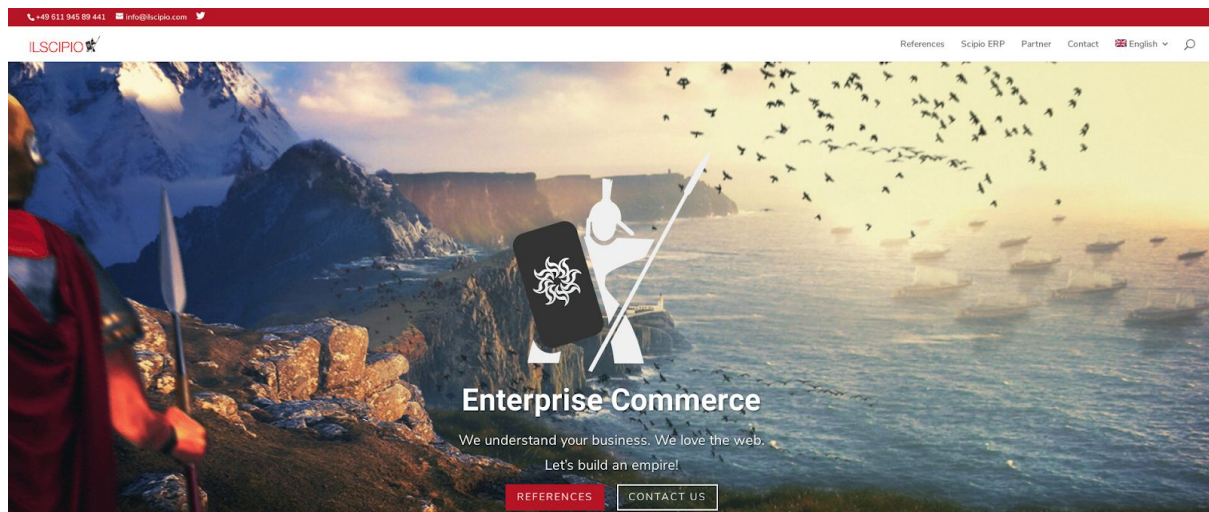 +49 611 945 89 441 info@ilscipio.com
ILSCIPIO
References Scipio ERP Partner Contact English
Enterprise Commerce
We understand your business. We love the web.
Let's build an empire!
REFERENCES CONTACT US